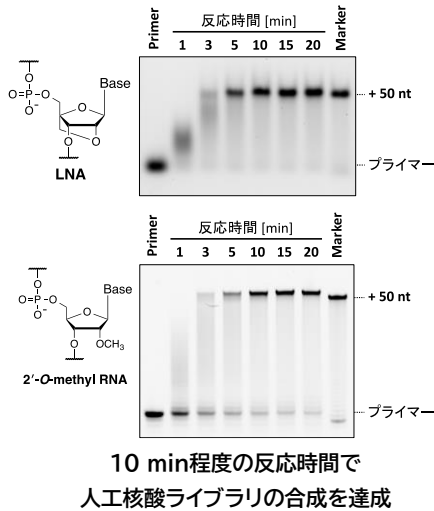 反応時間 [min]
Primer 1 3 5 10 15 20 Marker
Base
O
O=P-O
O⁻
O
O
O
LNA
+ 50 nt
プライマー
反応時間 [min]
Primer 1 3 5 10 15 20 Marker
Base
O
O=P-O
O⁻
O
O OCH₃
2'-O-methyl RNA
+ 50 nt
プライマー
10 min程度の反応時間で
人工核酸ライブラリの合成を達成